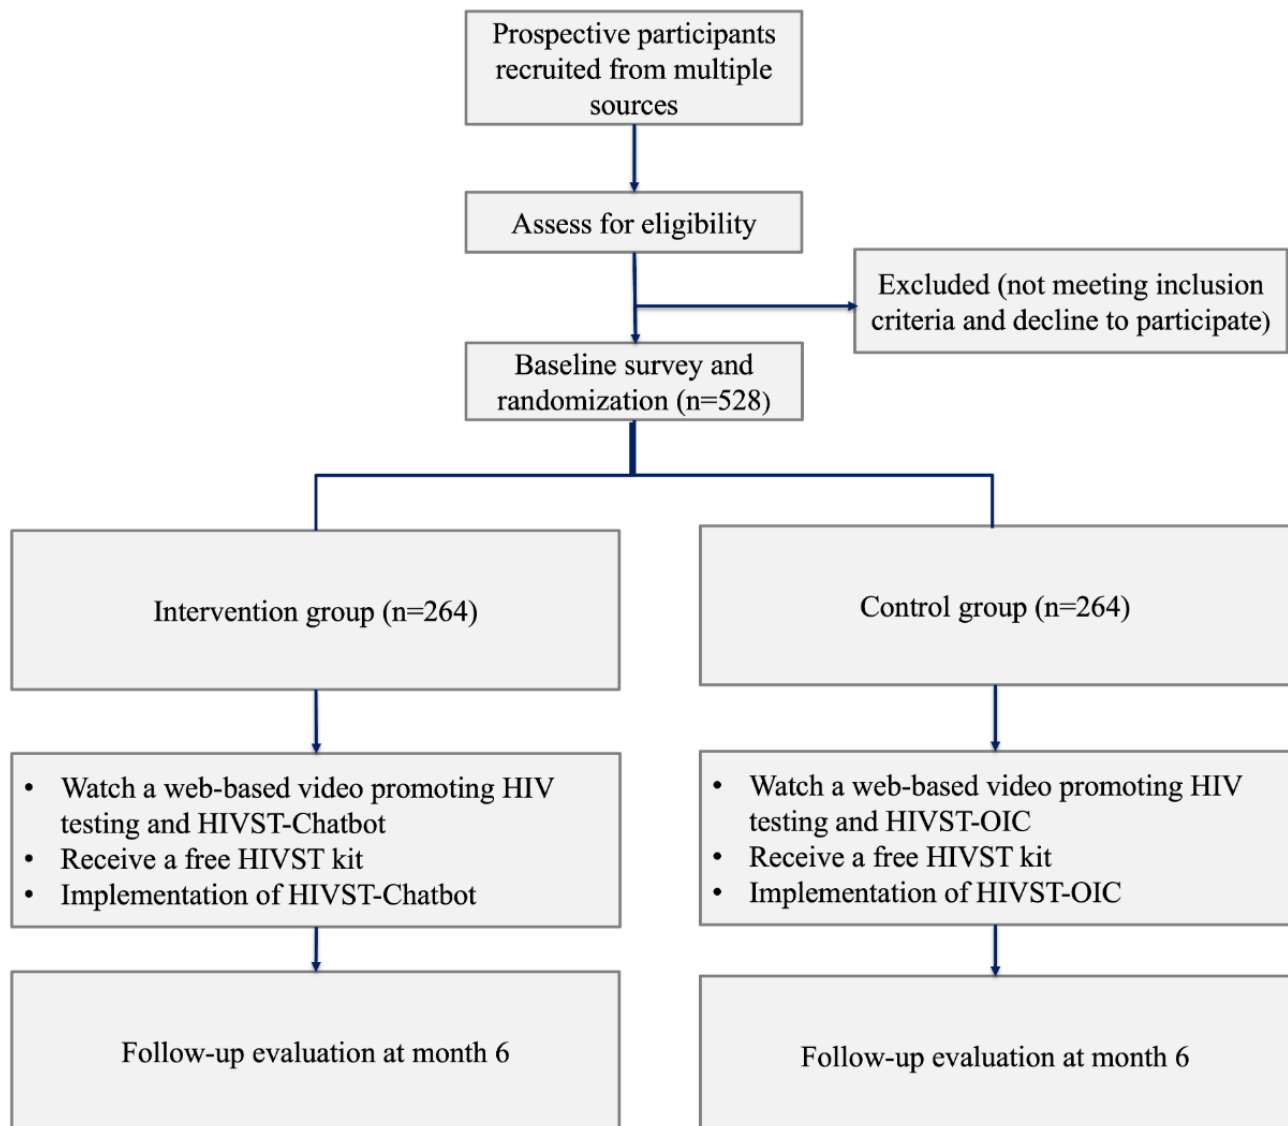 Prospective participants
recruited from multiple
sources
Assess for eligibility
Excluded (not meeting inclusion
criteria and decline to participate)
Baseline survey and
randomization (n=528)
Intervention group (n=264)
Control group (n=264)
• Watch a web-based video promoting HIV
testing and HIVST-Chatbot
• Receive a free HIVST kit
• Implementation of HIVST-Chatbot
• Watch a web-based video promoting HIV
testing and HIVST-OIC
• Receive a free HIVST kit
• Implementation of HIVST-OIC
Follow-up evaluation at month 6
Follow-up evaluation at month 6